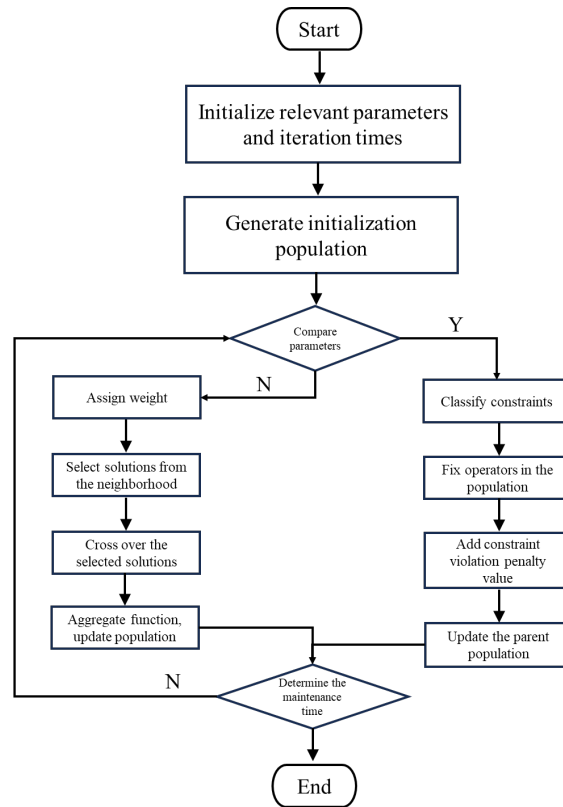 Start
Initialize relevant parameters
and iteration times
Generate initialization
population
Compare
parameters
Y
N
Assign weight
Classify constraints
Select solutions from
the neighborhood
Fix operators in the
population
Cross over the
selected solutions
Add constraint
violation penalty
value
Aggregate function,
update population
Update the parent
population
N
Determine the
maintenance
time
End